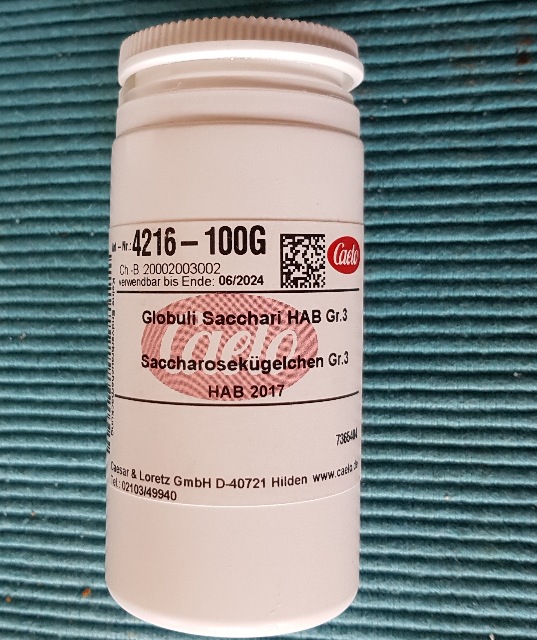 4216 – 100G
Caelo
Ch.-B 20002003002
verwendbar bis Ende: 06/2024
Globuli Sacchari HAB Gr.3
Caelo
Saccharosekügelchen Gr.3
HAB 2017
Caesar & Loretz GmbH D-40721 Hilden www.caelo.de
Tel.: 02103/49940